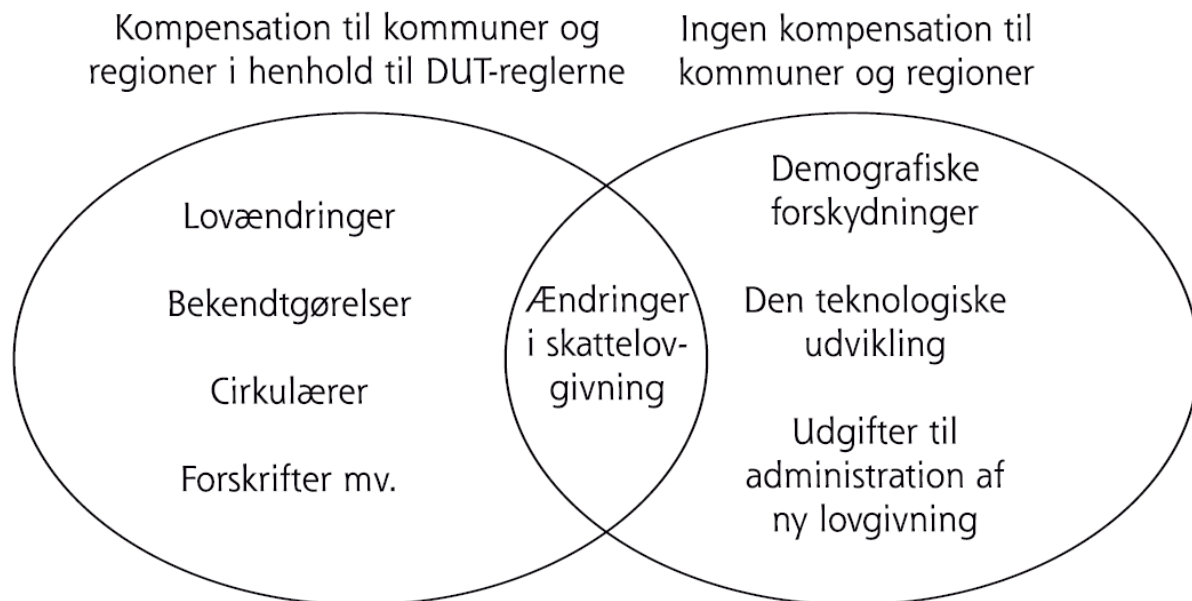 Kompensation til kommuner og
regioner i henhold til DUT-reglerne
Ingen kompensation til
kommuner og regioner
Lovændringer
Bekendtgørelser
Cirkulærer
Forskrifter mv.
Ændringer
i skattelov-
givning
Demografiske
forskydninger
Den teknologiske
udvikling
Udgifter til
administration af
ny lovgivning